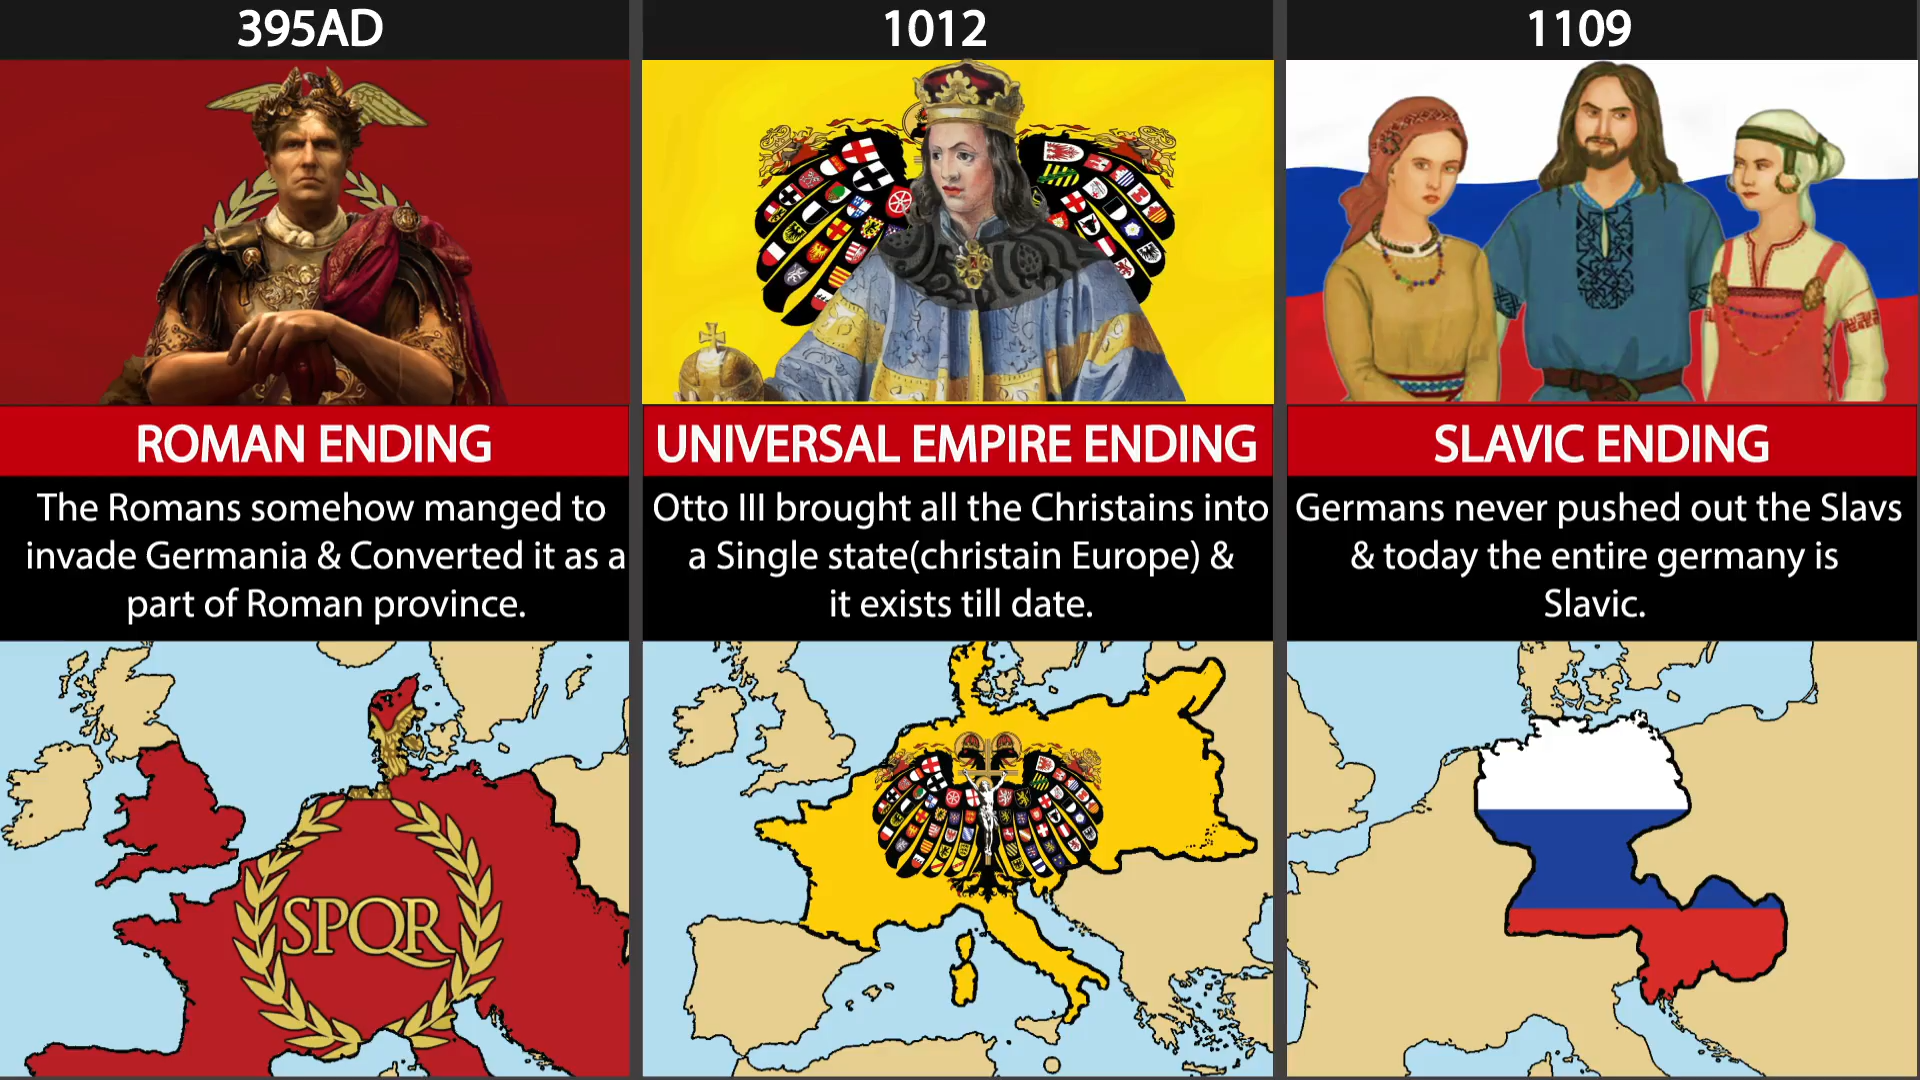 395AD
ROMAN ENDING
The Romans somehow manged to
invade Germania & Converted it as a
part of Roman province.
SPQR
1012
UNIVERSAL EMPIRE ENDING
Otto III brought all the Christains into
a Single state(christain Europe) &
it exists till date.
1109
SLAVIC ENDING
Germans never pushed out the Slavs
& today the entire germany is
Slavic.